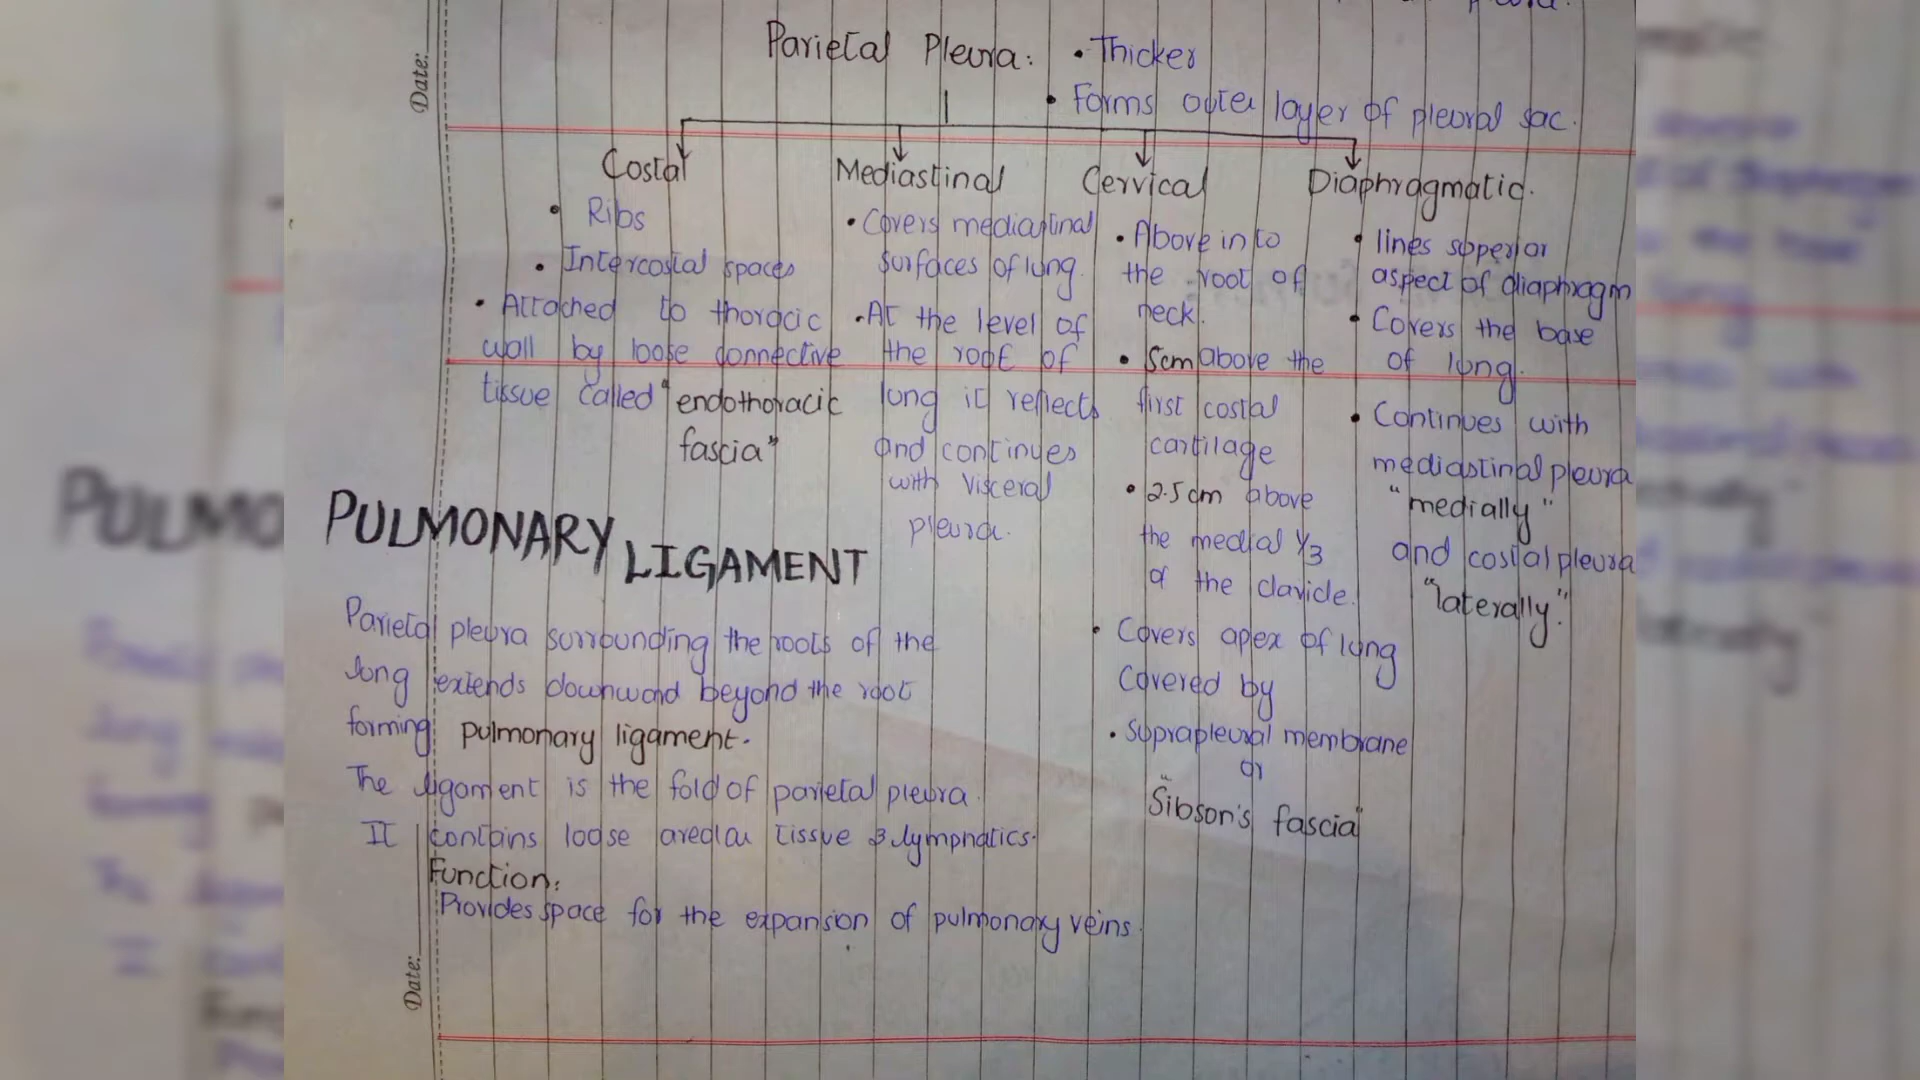 Date:
Parietal Pleura:
• Thicker
• Forms outer layer of pleural sac.
Costal
• Ribs
• Intercostal spaces
• Attached to thoracic
wall by loose connective
tissue called "endothoracic
fascia"
Mediastinal
• Covers mediastinal
surfaces of lung.
• At the level of
the root of
lung it reflects
and continues
with visceral
pleura.
Cervical
• Above in to
the root of
neck.
• 5cm above the
first costal
cartilage
• 2.5 cm above
the medial 1/3
of the clavicle.
• Covers apex of lung
Covered by
• Suprapleural membrane
or
"Sibson's fascia"
Diaphragmatic.
• lines superior
aspect of diaphragm
• Covers the base
of lung.
• Continues with
mediastinal pleura
"medially"
and costal pleura
"laterally."
PULMONARY LIGAMENT
Parietal pleura surrounding the roots of the
lung extends downward beyond the root
forming pulmonary ligament.
The ligament is the fold of parietal pleura.
It contains loose areolar tissue & lymphatics.
Function:
Provides space for the expansion of pulmonary veins.
Date: